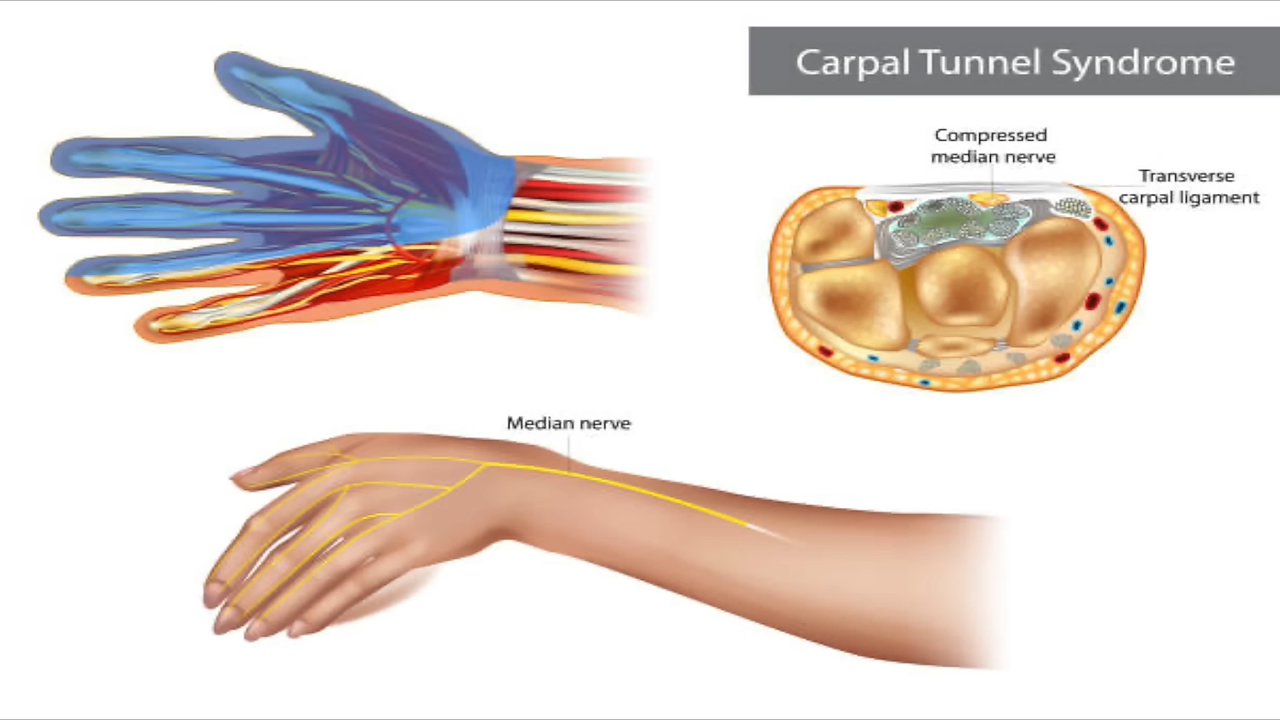 Carpal Tunnel Syndrome
Compressed
median nerve
Transverse
carpal ligament
Median nerve